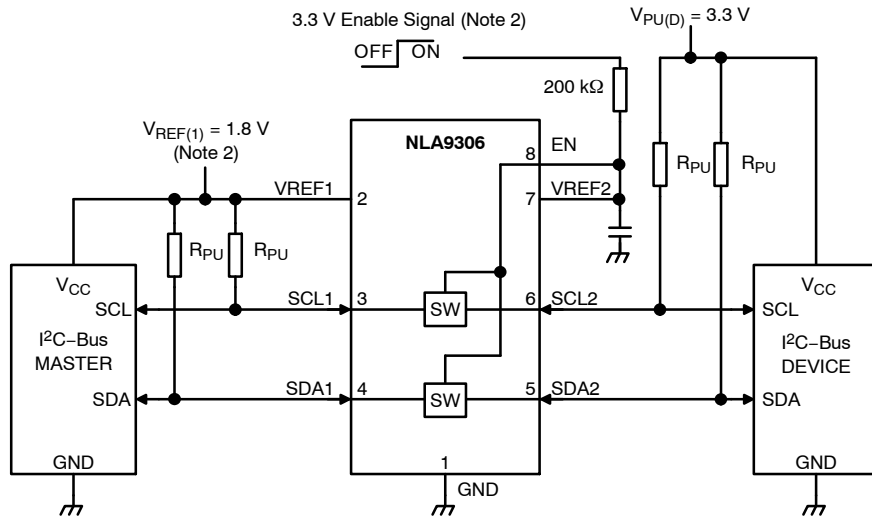 3.3 V Enable Signal (Note 2)
OFF ON
V_PU(D) = 3.3 V
200 kΩ
V_REF(1) = 1.8 V
(Note 2)
NLA9306
8 EN
R_PU R_PU
VREF1 2
7 VREF2
R_PU R_PU
V_CC
V_CC
SCL SCL1 3 SW 6 SCL2 SCL
I²C–Bus
MASTER
I²C–Bus
DEVICE
SDA SDA1 4 SW 5 SDA2 SDA
GND
1
GND
GND